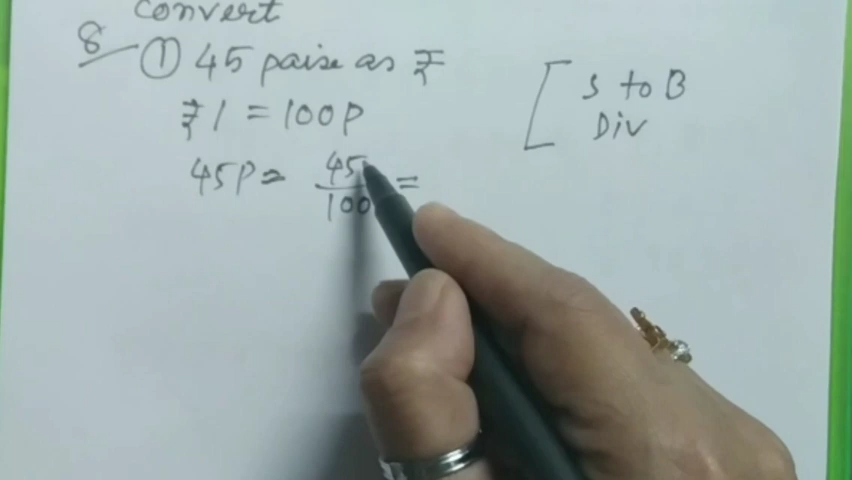 convert
8 ① 45 paise as ₹
₹1 = 100P
45P = 45/100 =
[ S to B
Div